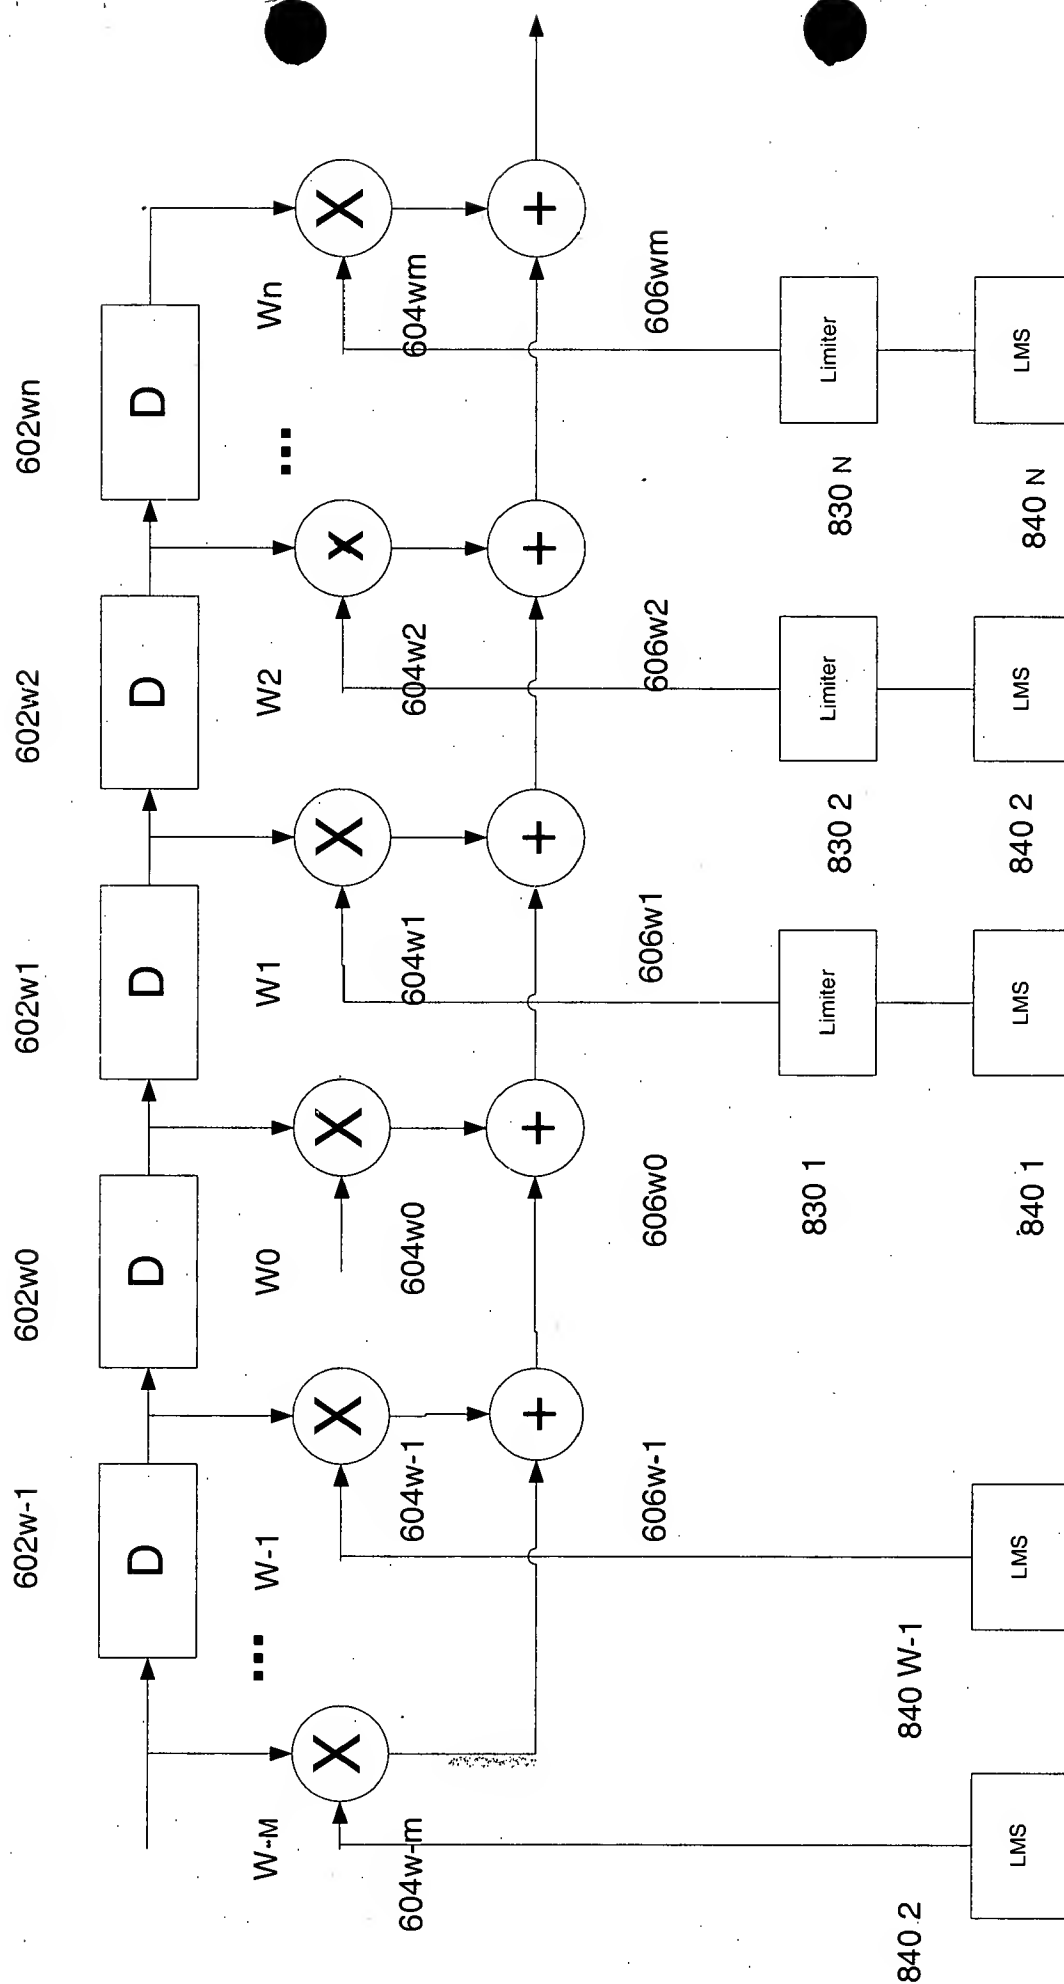 602w-1
602w0
602w1
602w2
602wn
D
D
D
D
D
W-M
...
W-1
W0
W1
W2
...
Wn
X
X
X
X
X
X
604w-m
604w-1
604w0
604w1
604w2
604wm
+
+
+
+
+
606w-1
606w0
606w1
606w2
606wm
Limiter
Limiter
Limiter
830 1
830 2
830 N
840 2
840 W-1
LMS
LMS
LMS
LMS
LMS
840 1
840 2
840 N